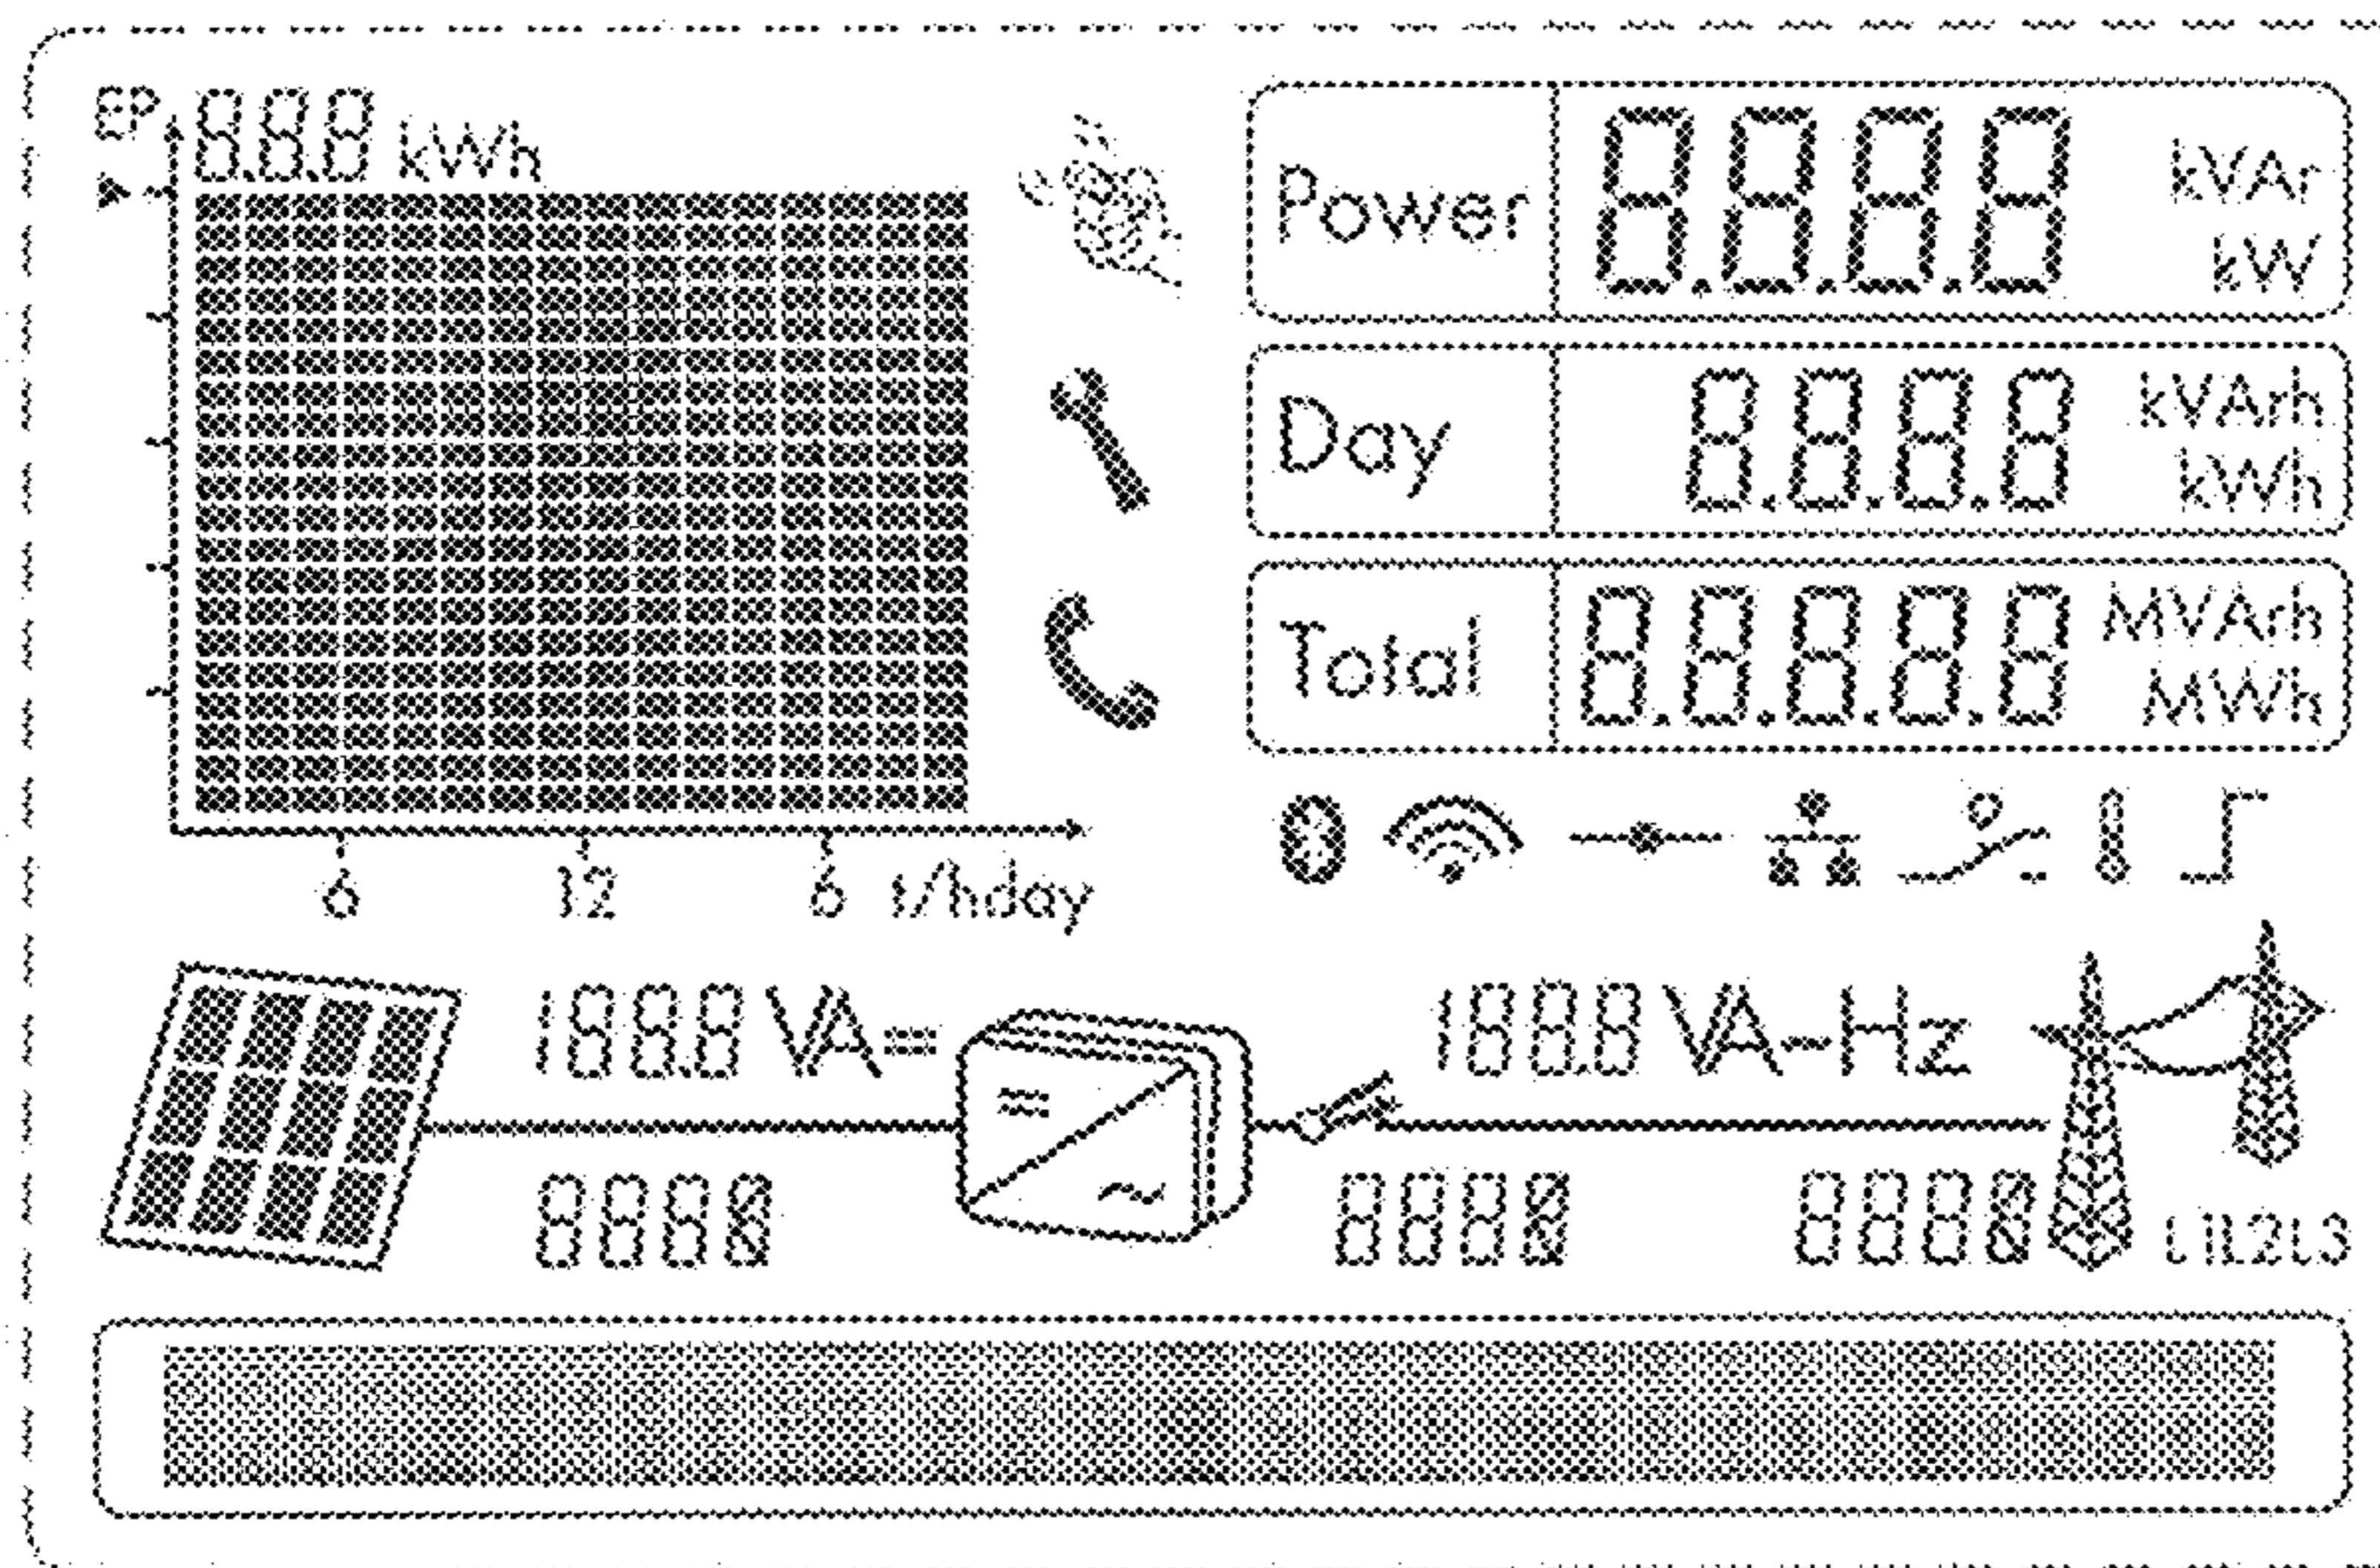 EP 8.8.8 kWh
Power 8.8.8.8 kVAr
kW
Day 8.8.8.8 kVArh
kWh
Total 8.8.8.8.8 MVArh
MWh
6 12 6 t/hday
188.8 VA=
188.8 VA~Hz
=
~
8888
8888
8888
L1L2L3